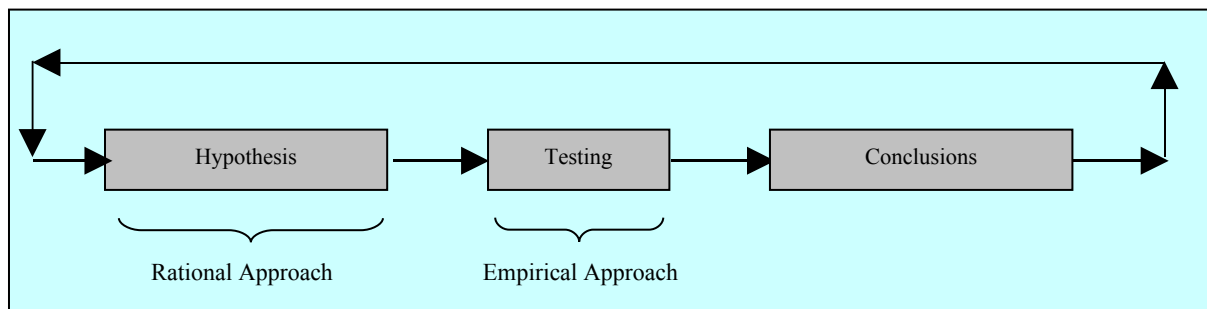 Hypothesis
Testing
Conclusions
Rational Approach
Empirical Approach